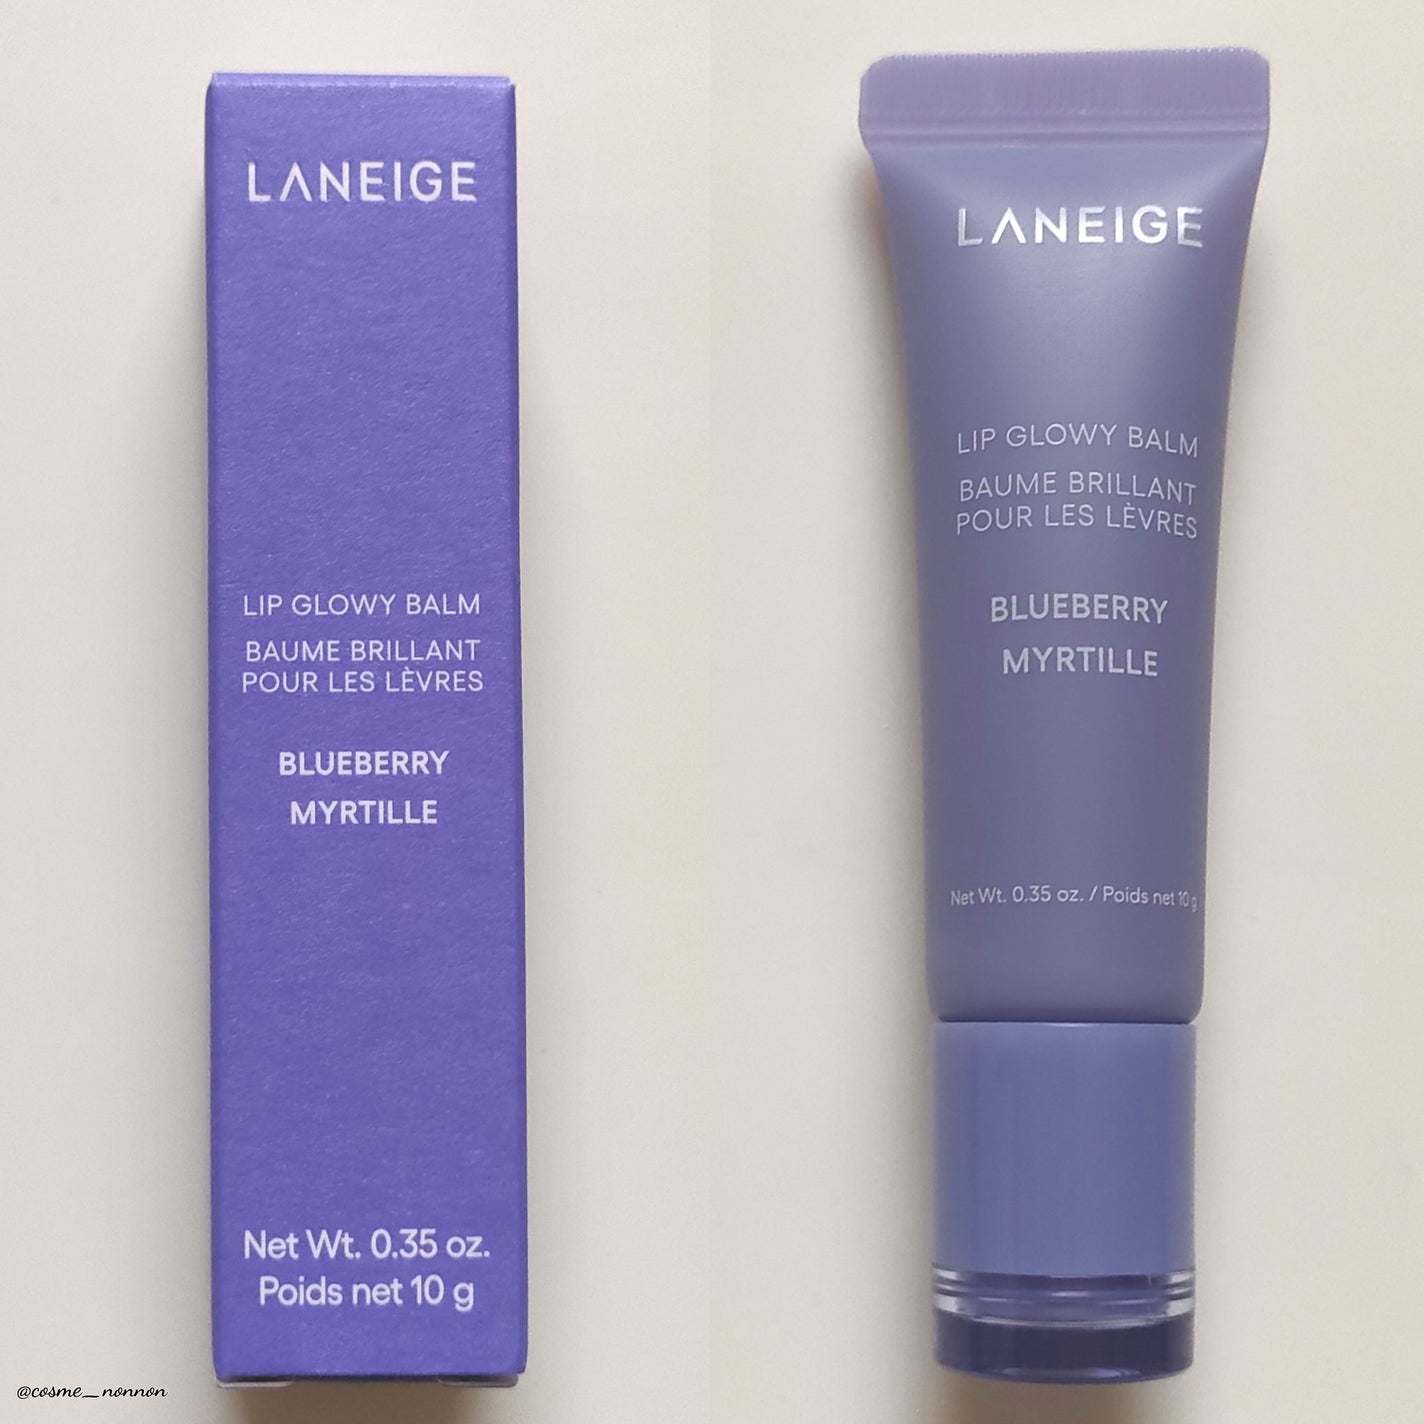 LANEIGE
LIP GLOWY BALM
BAUME BRILLANT
POUR LES LÈVRES
BLUEBERRY
MYRTILLE
Net Wt. 0.35 oz.
Poids net 10 g
@cosme_nonnon
LANEIGE
LIP GLOWY BALM
BAUME BRILLANT
POUR LES LÈVRES
BLUEBERRY
MYRTILLE
Net Wt. 0.35 oz. / Poids net 10 g